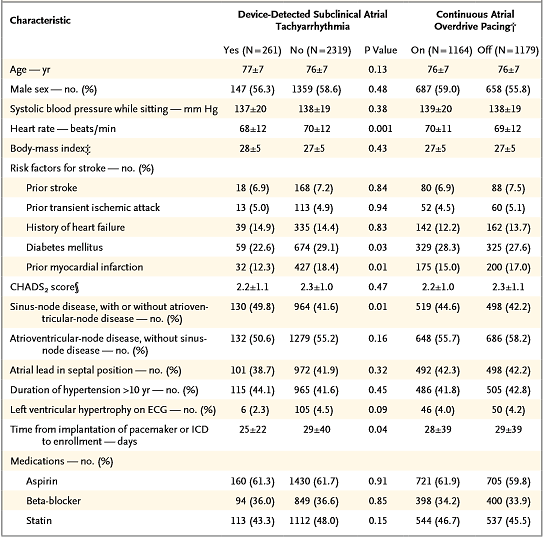 Characteristic Device-Detected Subclinical Atrial Tachyarrhythmia Continuous Atrial Overdrive Pacing†
Yes (N=261) No (N=2319) P Value On (N=1164) Off (N=1179)
Age — yr 77±7 76±7 0.13 76±7 76±7
Male sex — no. (%) 147 (56.3) 1359 (58.6) 0.48 687 (59.0) 658 (55.8)
Systolic blood pressure while sitting — mm Hg 137±20 138±19 0.38 139±20 138±19
Heart rate — beats/min 68±12 70±12 0.001 70±11 69±12
Body-mass index‡ 28±5 27±5 0.43 27±5 27±5
Risk factors for stroke — no. (%)
Prior stroke 18 (6.9) 168 (7.2) 0.84 80 (6.9) 88 (7.5)
Prior transient ischemic attack 13 (5.0) 113 (4.9) 0.94 52 (4.5) 60 (5.1)
History of heart failure 39 (14.9) 335 (14.4) 0.83 142 (12.2) 162 (13.7)
Diabetes mellitus 59 (22.6) 674 (29.1) 0.03 329 (28.3) 325 (27.6)
Prior myocardial infarction 32 (12.3) 427 (18.4) 0.01 175 (15.0) 200 (17.0)
CHADS₂ score§ 2.2±1.1 2.3±1.0 0.47 2.2±1.0 2.3±1.1
Sinus-node disease, with or without atrioven- 130 (49.8) 964 (41.6) 0.01 519 (44.6) 498 (42.2)
tricular-node disease — no. (%)
Atrioventricular-node disease, without sinus- 132 (50.6) 1279 (55.2) 0.16 648 (55.7) 686 (58.2)
node disease — no. (%)
Atrial lead in septal position — no. (%) 101 (38.7) 972 (41.9) 0.32 492 (42.3) 498 (42.2)
Duration of hypertension >10 yr — no. (%) 115 (44.1) 965 (41.6) 0.45 486 (41.8) 505 (42.8)
Left ventricular hypertrophy on ECG — no. (%) 6 (2.3) 105 (4.5) 0.09 46 (4.0) 50 (4.2)
Time from implantation of pacemaker or ICD 25±22 29±40 0.04 28±39 29±39
to enrollment — days
Medications — no. (%)
Aspirin 160 (61.3) 1430 (61.7) 0.91 721 (61.9) 705 (59.8)
Beta-blocker 94 (36.0) 849 (36.6) 0.85 398 (34.2) 400 (33.9)
Statin 113 (43.3) 1112 (48.0) 0.15 544 (46.7) 537 (45.5)